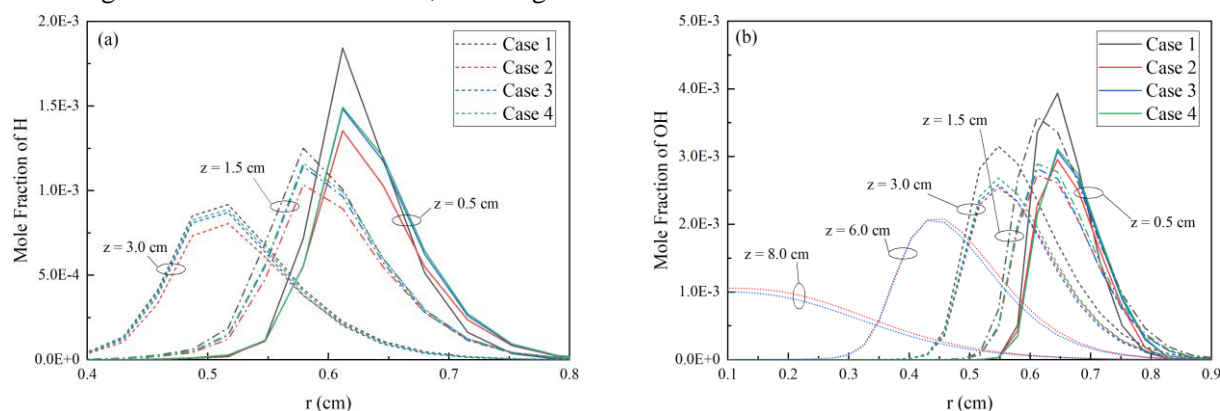 (a)
Case 1
Case 2
Case 3
Case 4
z = 1.5 cm
z = 0.5 cm
z = 3.0 cm
Mole Fraction of H
2.0E-3
1.5E-3
1.0E-3
5.0E-4
0.0E+0
0.4 0.5 0.6 0.7 0.8
r (cm)
(b)
Case 1
Case 2
Case 3
Case 4
z = 1.5 cm
z = 3.0 cm
z = 6.0 cm
z = 0.5 cm
z = 8.0 cm
Mole Fraction of OH
5.0E-3
4.0E-3
3.0E-3
2.0E-3
1.0E-3
0.0E+0
0.1 0.2 0.3 0.4 0.5 0.6 0.7 0.8 0.9
r (cm)